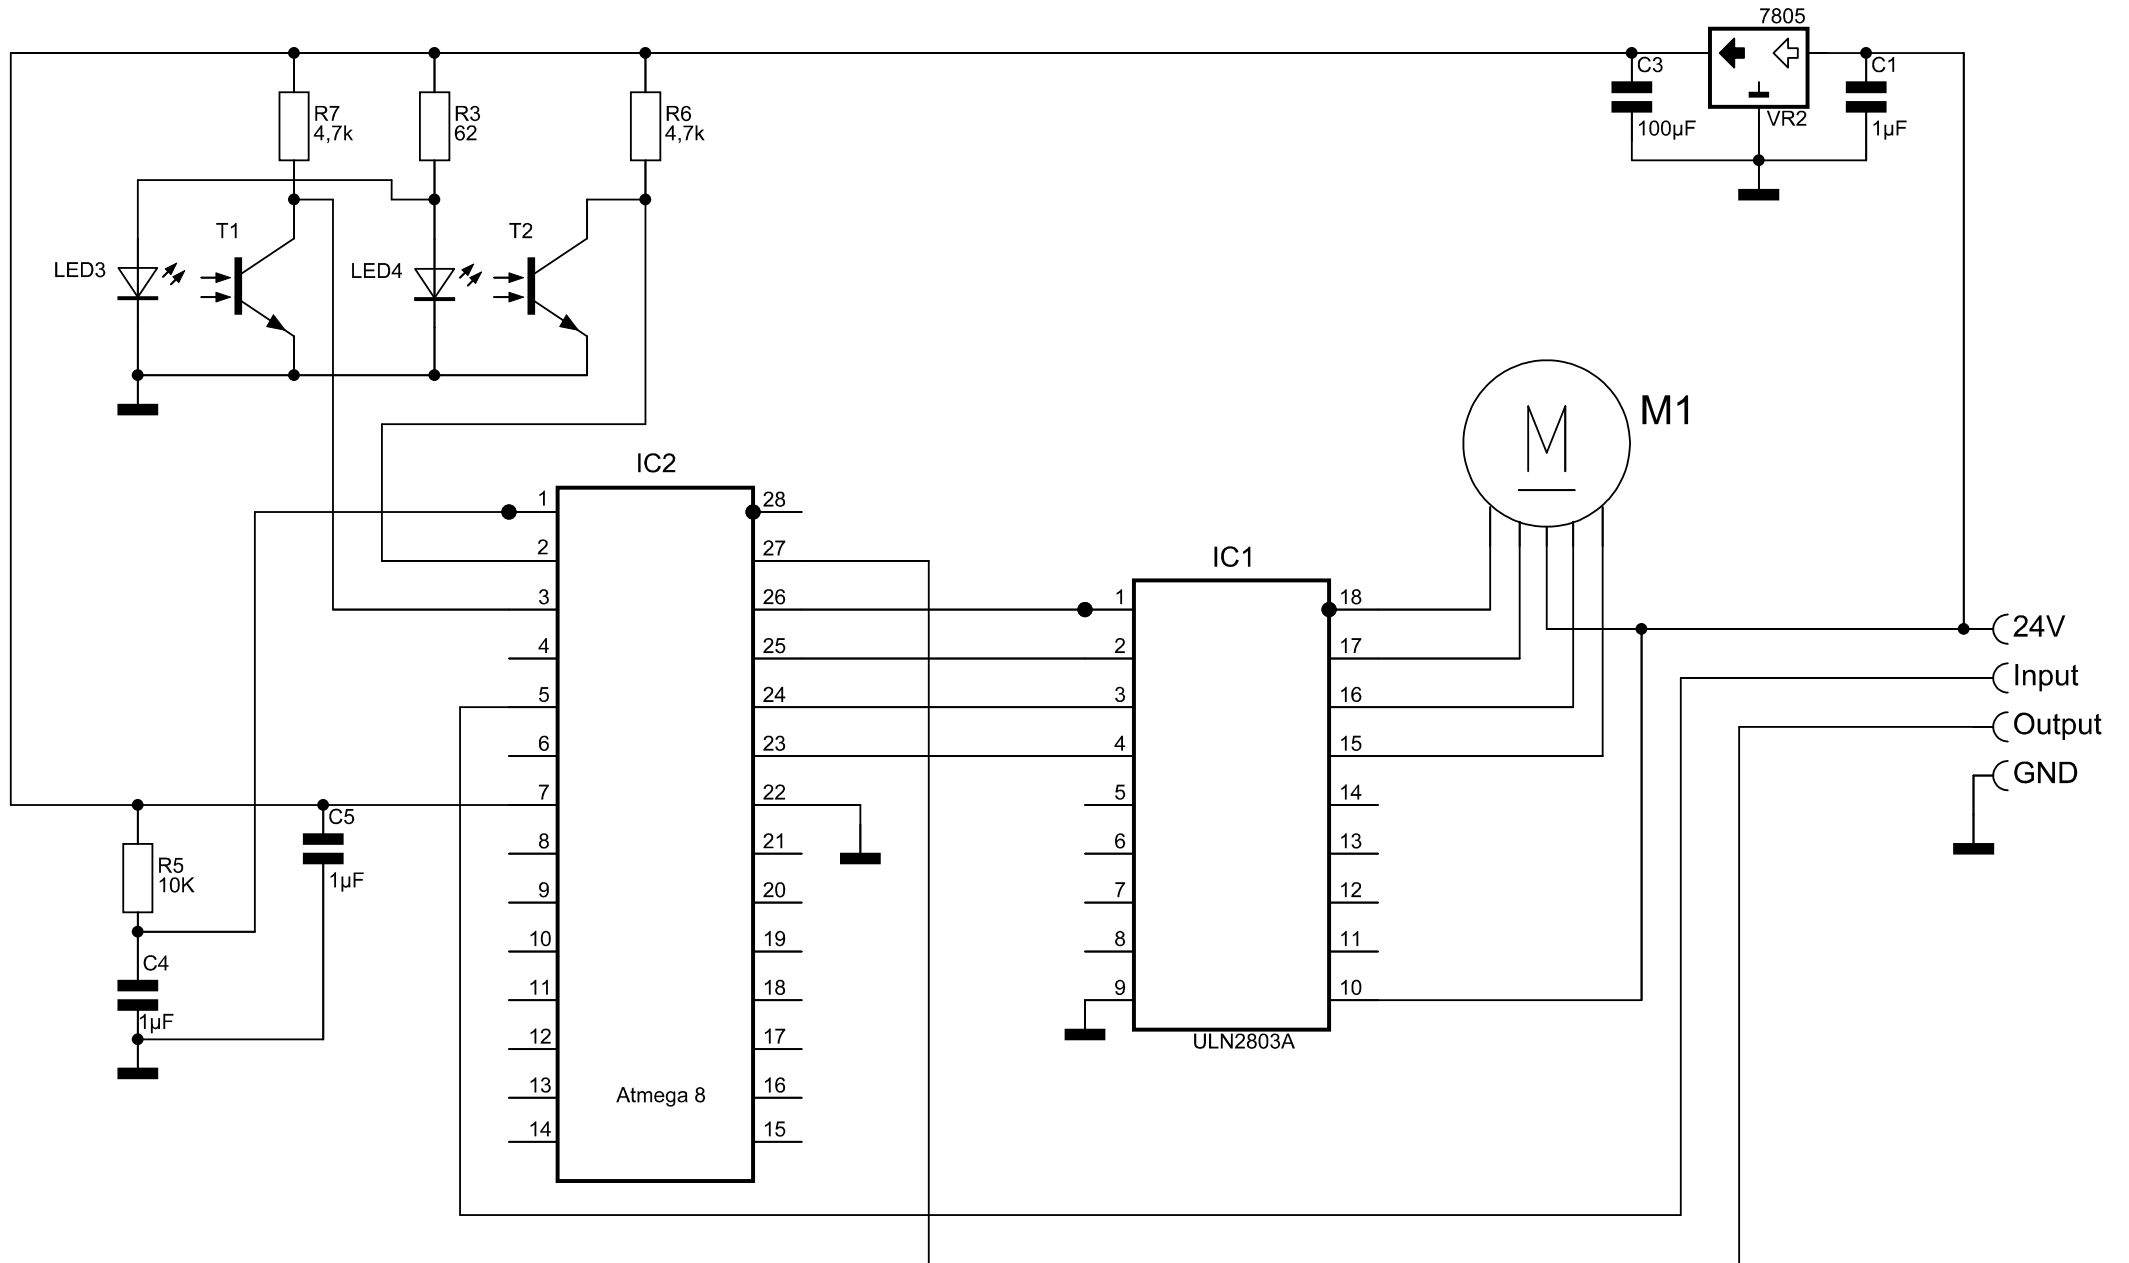 7805
C3
C1
R7
4,7k
R3
62
R6
4,7k
100µF
VR2
1µF
T1
T2
LED3
LED4
M1
M
IC2
1
28
2
27
IC1
3
26
1
18
24V
4
25
2
17
Input
5
24
3
16
Output
6
23
4
15
GND
7
22
5
14
C5
8
21
6
13
R5
10K
1µF
9
20
7
12
10
19
8
11
C4
11
18
9
10
1µF
12
17
ULN2803A
13
16
Atmega 8
14
15